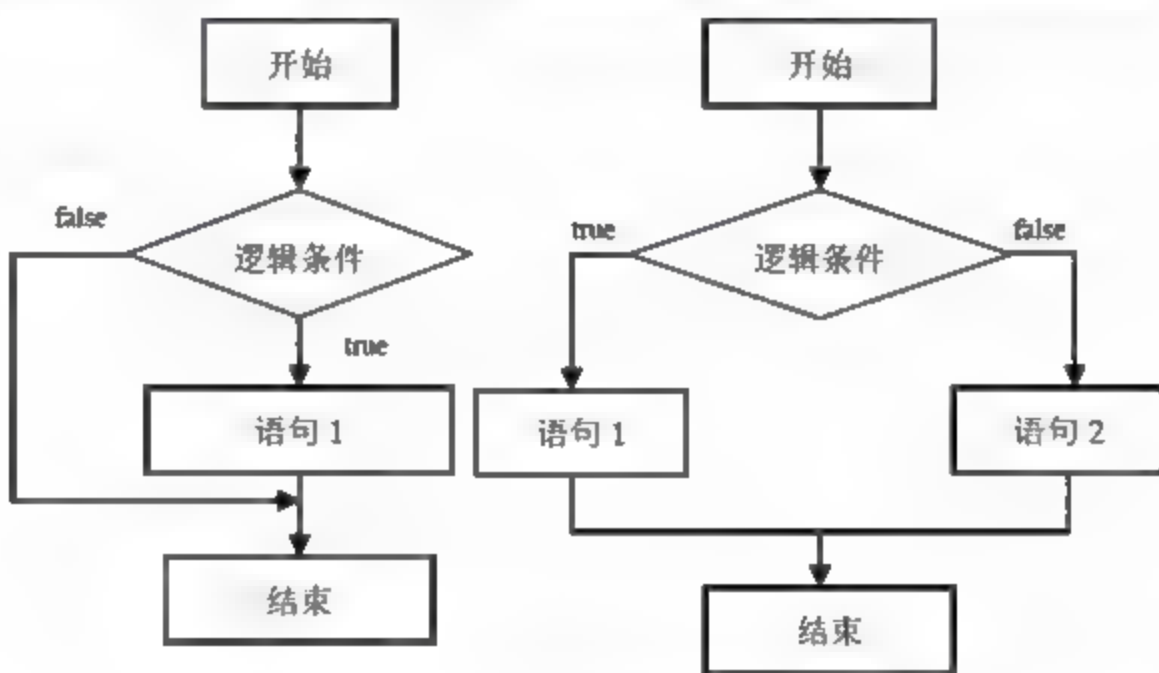 开始
false
逻辑条件
true
语句 1
结束
开始
true
逻辑条件
false
语句 1
语句 2
结束